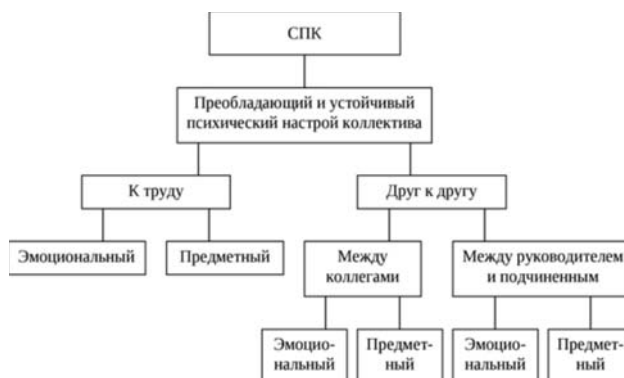 СПК
Преобладающий и устойчивый
психический настрой коллектива
К труду
Друг к другу
Эмоциональный
Предметный
Между
коллегами
Между руководителем
и подчиненным
Эмоцио-
нальный
Предмет-
ный
Эмоцио-
нальный
Предмет-
ный